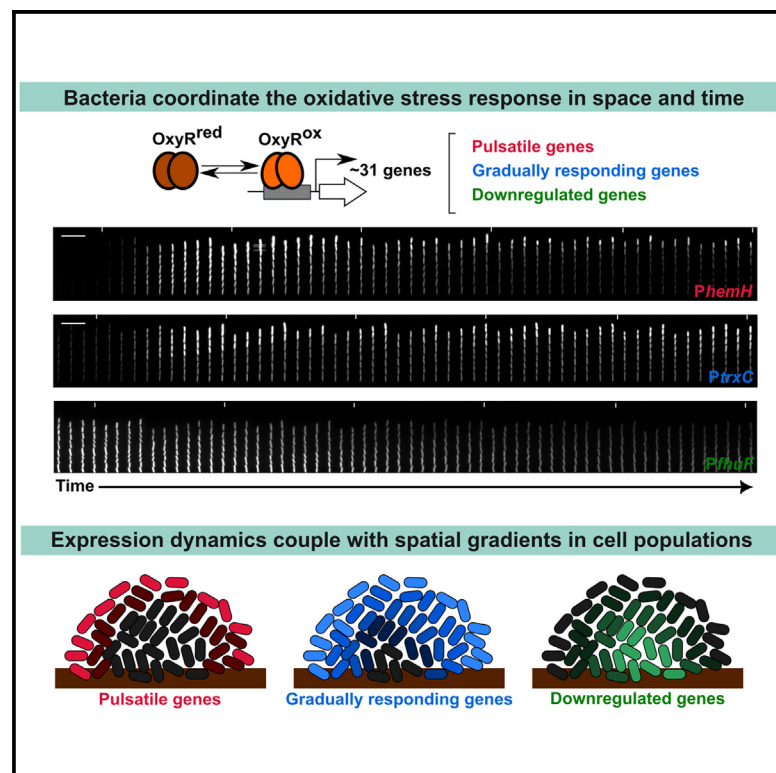 Bacteria coordinate the oxidative stress response in space and time
OxyRred
OxyRox
~31 genes
Pulsatile genes
Gradually responding genes
Downregulated genes
PhemH
PtrxC
PfhuF
Time
Expression dynamics couple with spatial gradients in cell populations
Pulsatile genes
Gradually responding genes
Downregulated genes